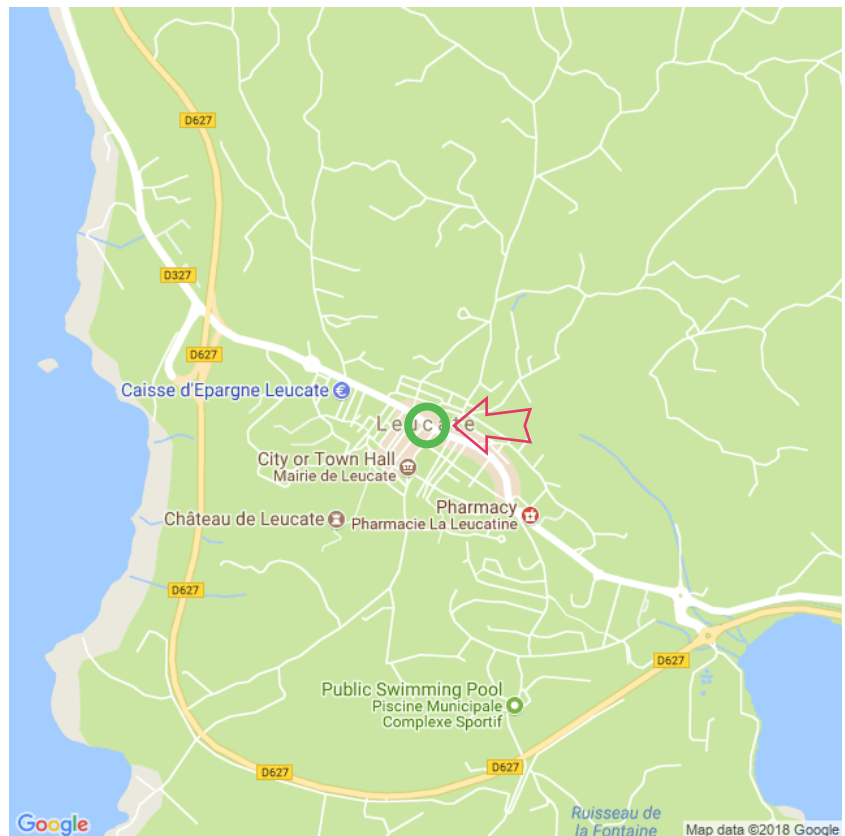 D627
D327
D627
Caisse d'Epargne Leucate
Leucate
City or Town Hall
Mairie de Leucate
Pharmacy
Pharmacie La Leucatine
Château de Leucate
D627
D627
Public Swimming Pool
Piscine Municipale
Complexe Sportif
D627
D627
Ruisseau de
la Fontaine
Google
Map data ©2018 Google